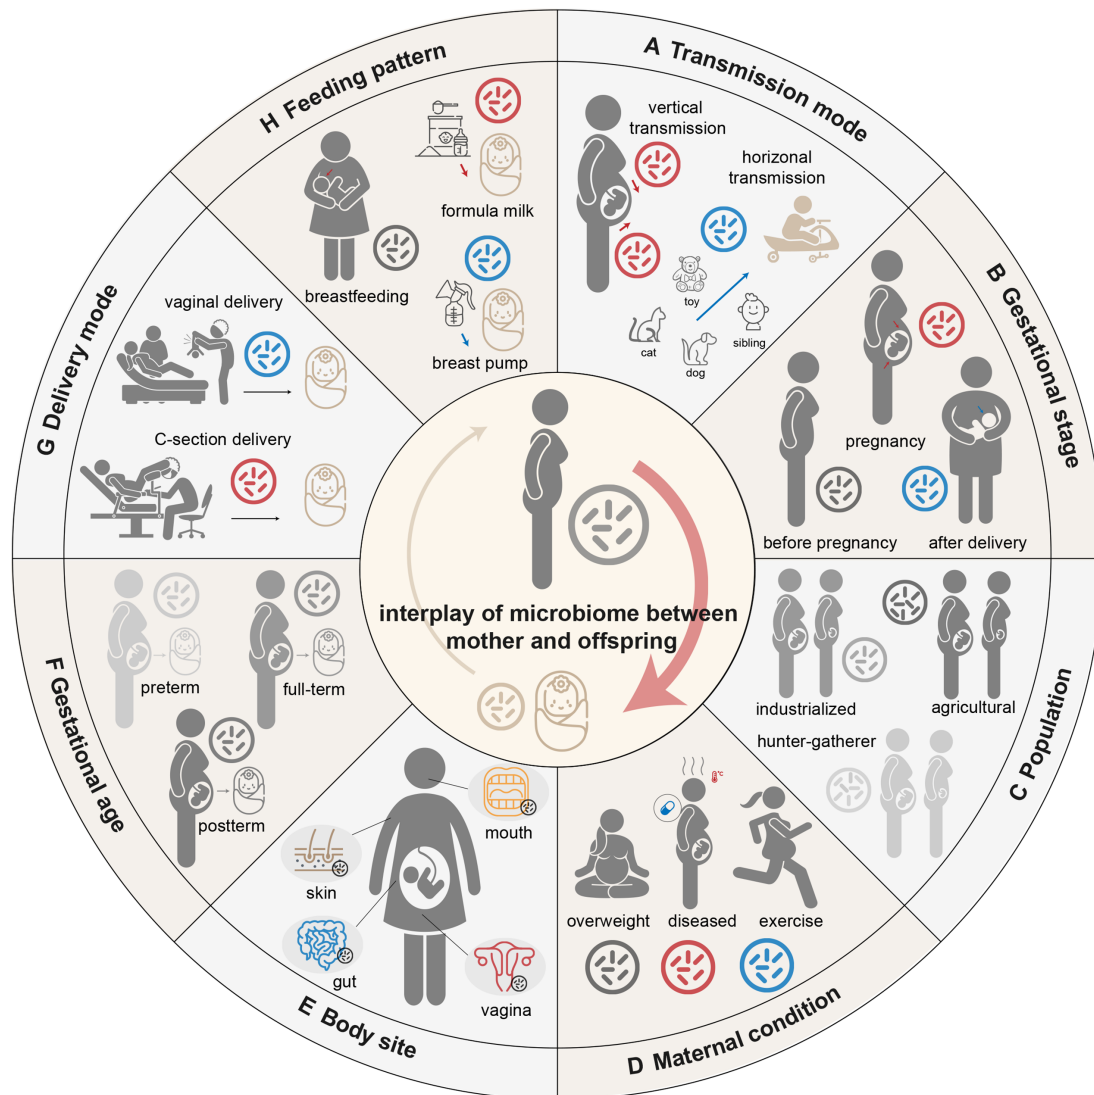 A Transmission mode
vertical
transmission
horizonal
transmission
toy
cat
dog
sibling
B Gestational stage
pregnancy
before pregnancy
after delivery
C Population
industrialized
agricultural
hunter-gatherer
D Maternal condition
°C
overweight
diseased
exercise
E Body site
mouth
skin
gut
vagina
F Gestational age
preterm
full-term
postterm
G Delivery mode
vaginal delivery
C-section delivery
H Feeding pattern
formula milk
breastfeeding
breast pump
interplay of microbiome between
mother and offspring